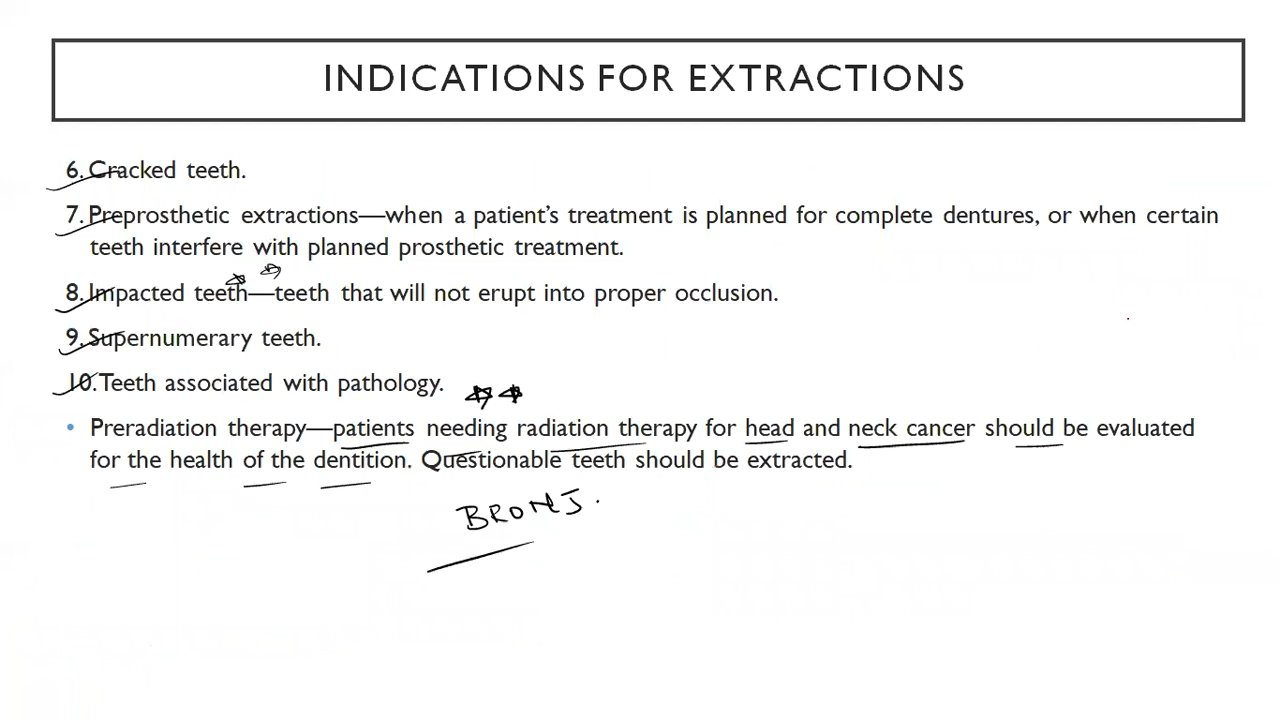 INDICATIONS FOR EXTRACTIONS
6. Cracked teeth.
7. Preprosthetic extractions—when a patient's treatment is planned for complete dentures, or when certain
teeth interfere with planned prosthetic treatment.
8. Impacted teeth—teeth that will not erupt into proper occlusion.
9. Supernumerary teeth.
10. Teeth associated with pathology.
• Preradiation therapy—patients needing radiation therapy for head and neck cancer should be evaluated
for the health of the dentition. Questionable teeth should be extracted.
BRONJ.